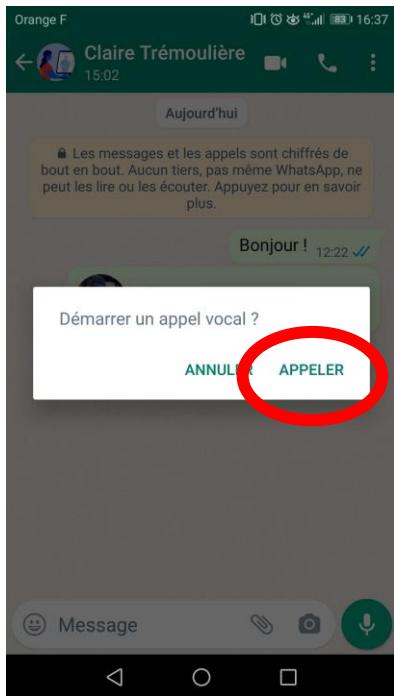 Orange F
83 16:37
Claire Trémoulière
15:02
Aujourd'hui
Les messages et les appels sont chiffrés de
bout en bout. Aucun tiers, pas même WhatsApp, ne
peut les lire ou les écouter. Appuyez pour en savoir
plus.
Bonjour ! 12:22
Démarrer un appel vocal ?
ANNULER APPELER
Message